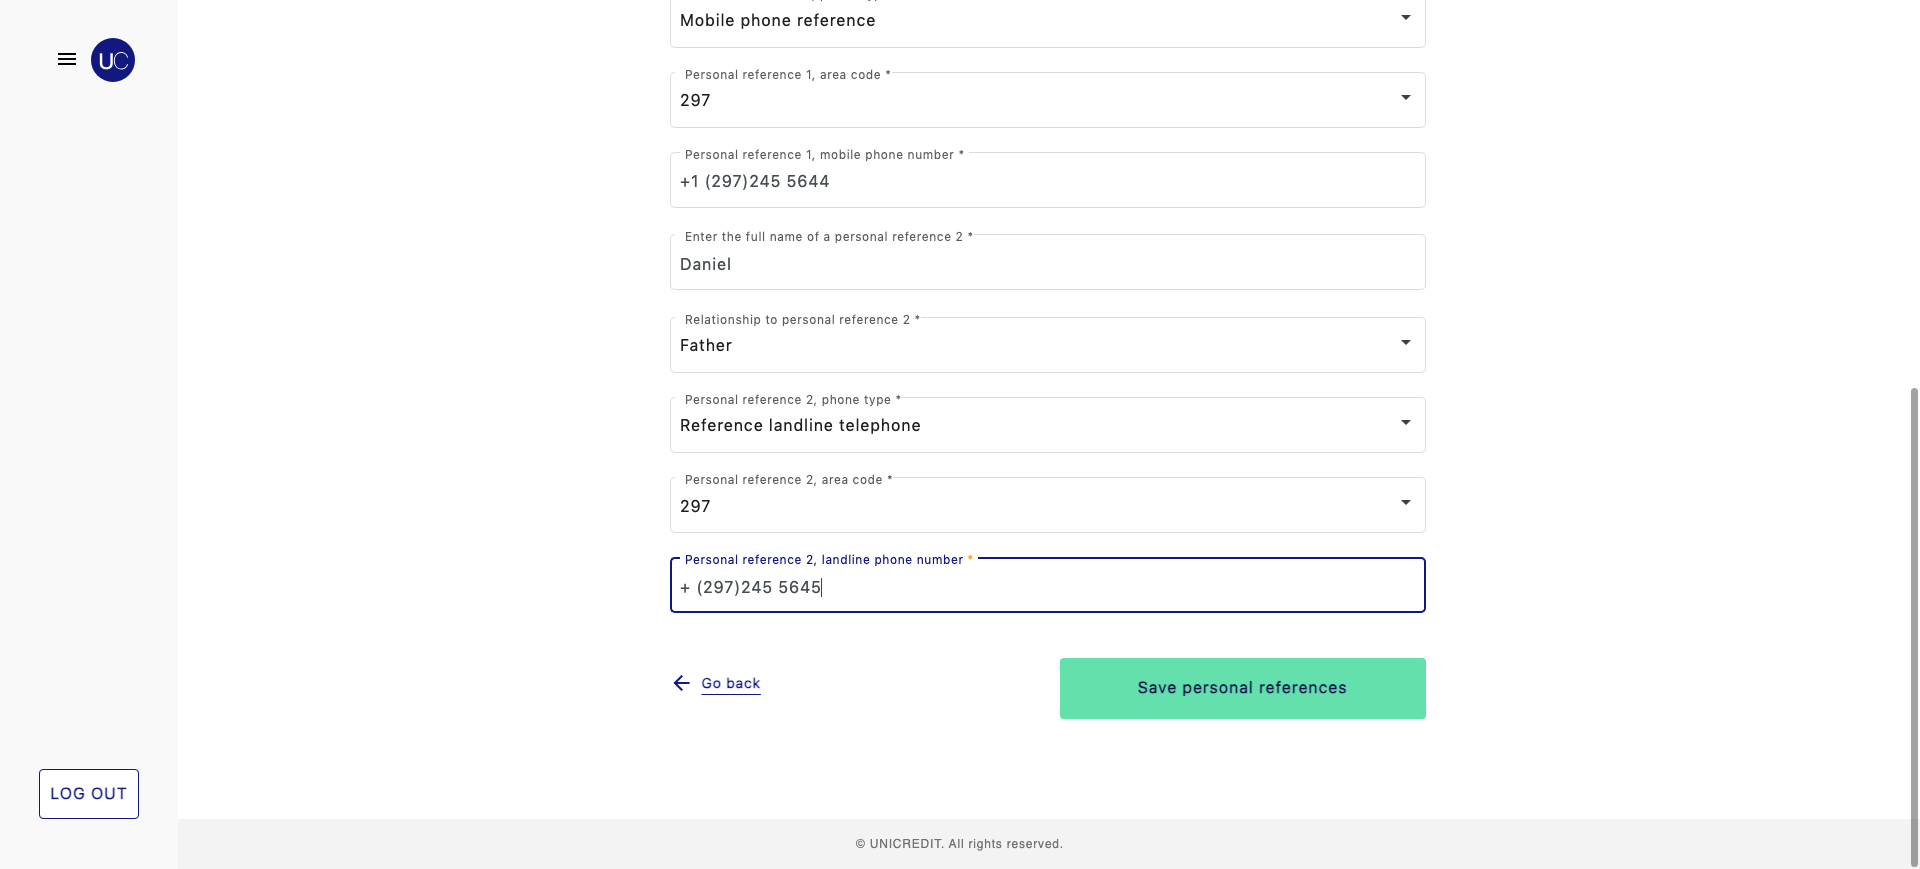 Mobile phone reference
UC
Personal reference 1, area code *
297
Personal reference 1, mobile phone number *
+1 (297)245 5644
Enter the full name of a personal reference 2 *
Daniel
Relationship to personal reference 2 *
Father
Personal reference 2, phone type *
Reference landline telephone
Personal reference 2, area code *
297
Personal reference 2, landline phone number *
+ (297)245 5645
Go back
Save personal references
LOG OUT
© UNICREDIT. All rights reserved.